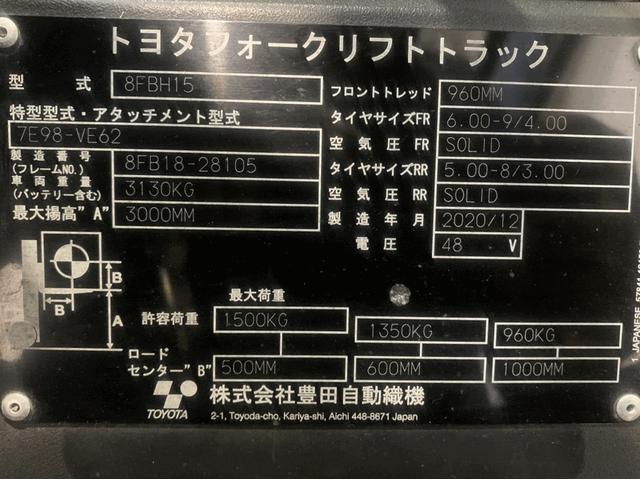 トヨタフォークリフトトラック
型 式 8FBH15
特型型式・アタッチメント型式
7E98-VE62
製造番号 (フレームNO.) 8FB18-28105
車両重量 (バッテリー含む) 3130KG
最大揚高"A" 3000MM
フロントトレッド 960MM
タイヤサイズFR 6.00-9/4.00
空気圧FR SOLID
タイヤサイズRR 5.00-8/3.00
空気圧RR SOLID
製造年月 2020/12
電圧 48 V
B
B
A
最大荷重
許容荷重 1500KG 1350KG 960KG
ロードセンター"B" 500MM 600MM 1000MM
TOYOTA
株式会社豊田自動織機
2-1, Toyoda-cho, Kariya-shi, Aichi 448-8671 Japan
JAPANESE